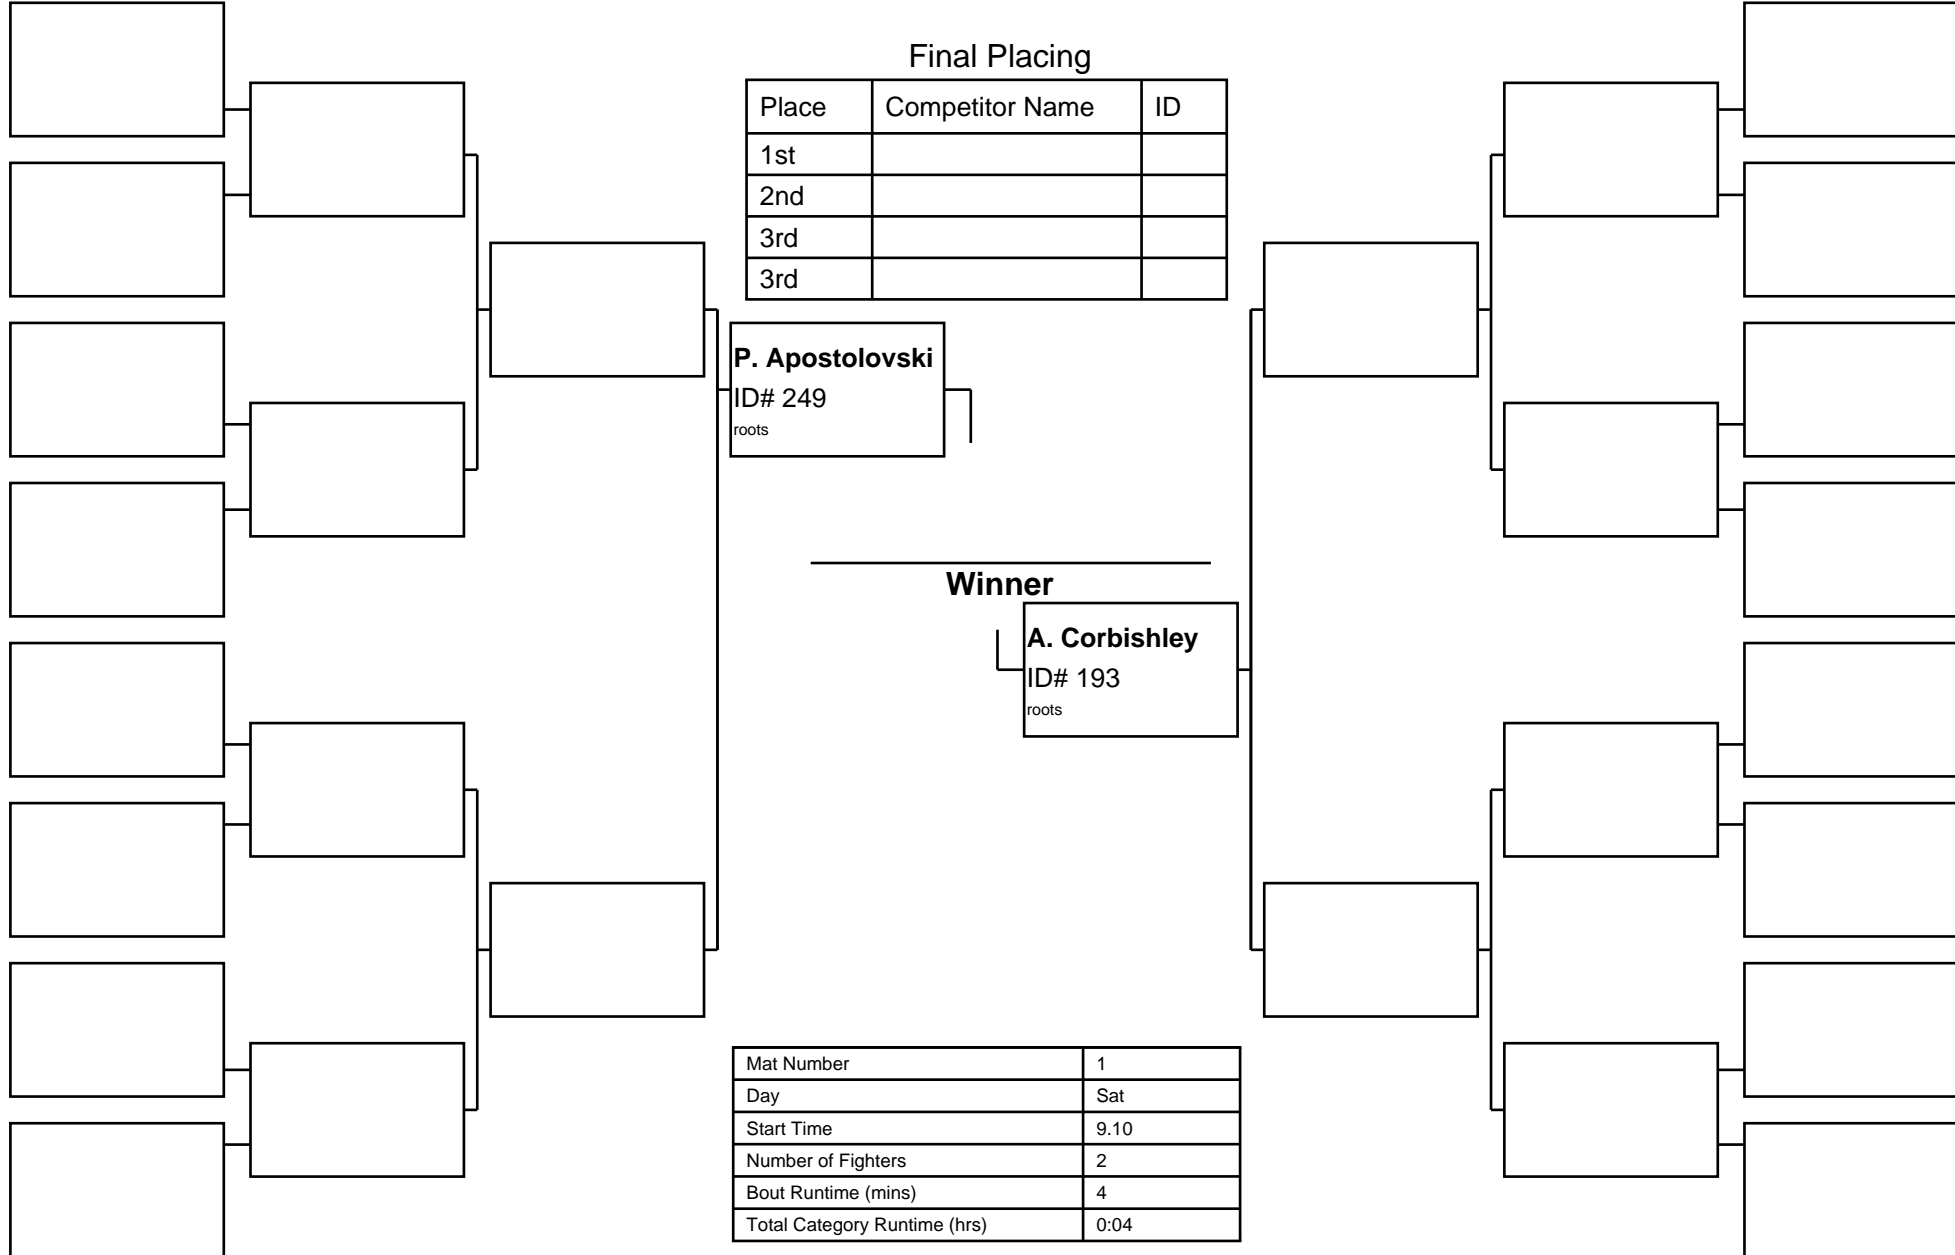 Final Placing
Place Competitor Name ID
1st
2nd
3rd
3rd
P. Apostolovski
ID# 249
roots
Winner
A. Corbishley
ID# 193
roots
Mat Number 1
Day Sat
Start Time 9.10
Number of Fighters 2
Bout Runtime (mins) 4
Total Category Runtime (hrs) 0:04